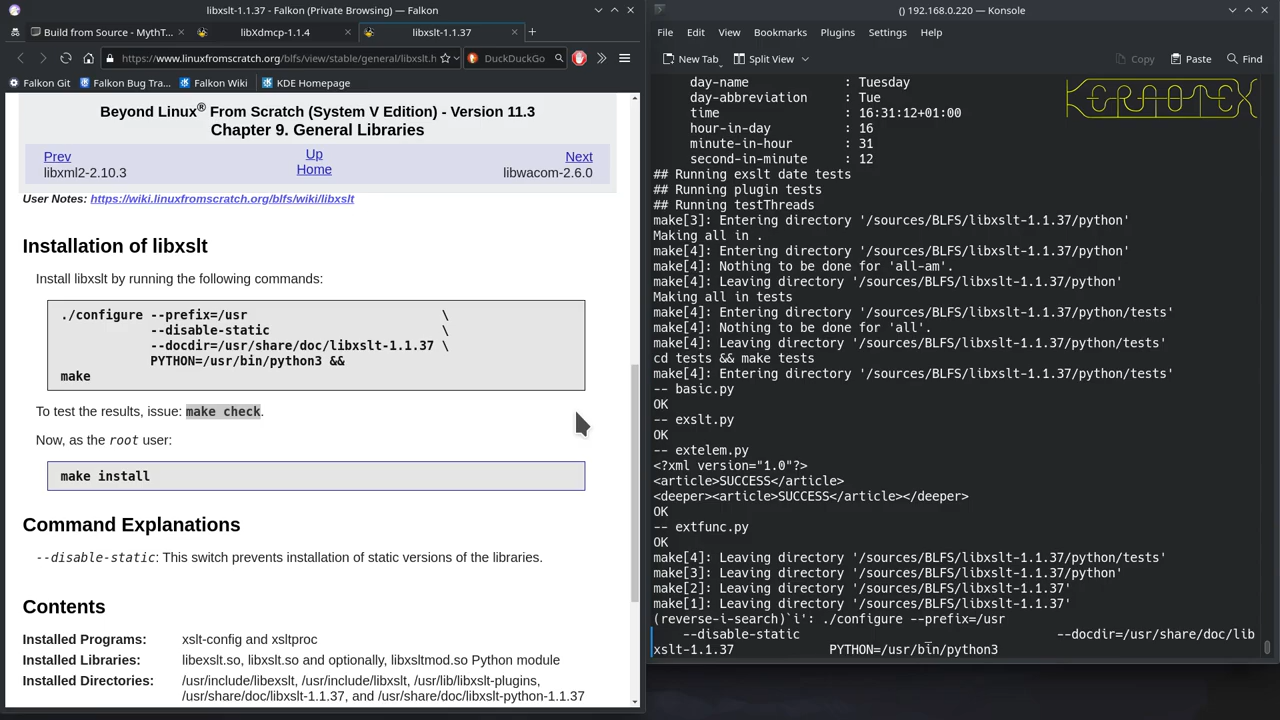 libxslt-1.1.37 - Falkon (Private Browsing) — Falkon
Build from Source - MythT...
libXdmcp-1.1.4
libxslt-1.1.37
https://www.linuxfromscratch.org/blfs/view/stable/general/libxslt.h
DuckDuckGo
Falkon Git
Falkon Bug Tra...
Falkon Wiki
KDE Homepage
Beyond Linux® From Scratch (System V Edition) - Version 11.3
Chapter 9. General Libraries
Prev
Up
Next
libxml2-2.10.3
Home
libwacom-2.6.0
User Notes: https://wiki.linuxfromscratch.org/blfs/wiki/libxslt
Installation of libxslt
Install libxslt by running the following commands:
./configure --prefix=/usr \
--disable-static \
--docdir=/usr/share/doc/libxslt-1.1.37 \
PYTHON=/usr/bin/python3 &&
make
To test the results, issue: make check.
Now, as the root user:
make install
Command Explanations
--disable-static: This switch prevents installation of static versions of the libraries.
Contents
Installed Programs: xslt-config and xsltproc
Installed Libraries: libexslt.so, libxslt.so and optionally, libxsltmod.so Python module
Installed Directories: /usr/include/libexslt, /usr/include/libxslt, /usr/lib/libxslt-plugins,
/usr/share/doc/libxslt-1.1.37, and /usr/share/doc/libxslt-python-1.1.37
() 192.168.0.220 — Konsole
File Edit View Bookmarks Plugins Settings Help
New Tab
Split View
Copy
Paste
Find
day-name : Tuesday
day-abbreviation : Tue
time : 16:31:12+01:00
hour-in-day : 16
minute-in-hour : 31
second-in-minute : 12
## Running exslt date tests
## Running plugin tests
## Running testThreads
make[3]: Entering directory '/sources/BLFS/libxslt-1.1.37/python'
Making all in .
make[4]: Entering directory '/sources/BLFS/libxslt-1.1.37/python'
make[4]: Nothing to be done for 'all-am'.
make[4]: Leaving directory '/sources/BLFS/libxslt-1.1.37/python'
Making all in tests
make[4]: Entering directory '/sources/BLFS/libxslt-1.1.37/python/tests'
make[4]: Nothing to be done for 'all'.
make[4]: Leaving directory '/sources/BLFS/libxslt-1.1.37/python/tests'
cd tests && make tests
make[4]: Entering directory '/sources/BLFS/libxslt-1.1.37/python/tests'
-- basic.py
OK
-- exslt.py
OK
-- extelem.py
<?xml version="1.0"?>
<article>SUCCESS</article>
<deeper><article>SUCCESS</article></deeper>
OK
-- extfunc.py
OK
make[4]: Leaving directory '/sources/BLFS/libxslt-1.1.37/python/tests'
make[3]: Leaving directory '/sources/BLFS/libxslt-1.1.37/python'
make[2]: Leaving directory '/sources/BLFS/libxslt-1.1.37'
make[1]: Leaving directory '/sources/BLFS/libxslt-1.1.37'
(reverse-i-search)`i': ./configure --prefix=/usr
--disable-static --docdir=/usr/share/doc/lib
xslt-1.1.37 PYTHON=/usr/bin/python3